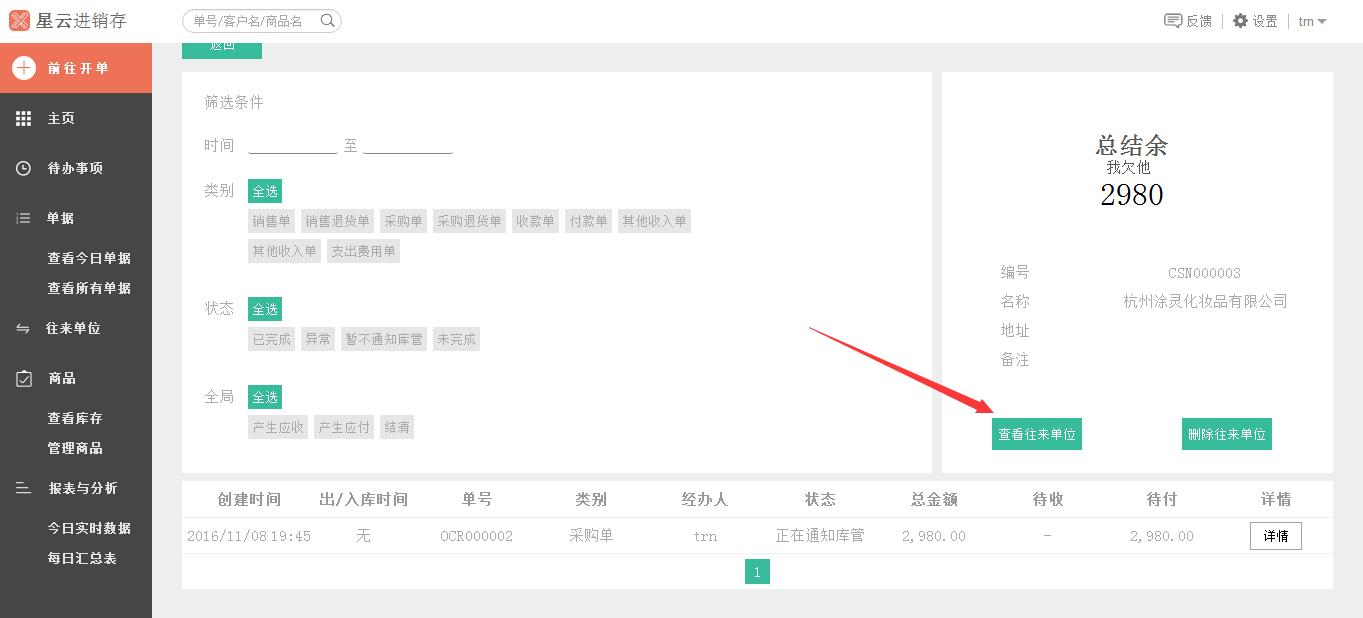 星云进销存
单号/客户名/商品名
反馈
设置
trn
前往开单
主页
待办事项
单据
查看今日单据
查看所有单据
往来单位
商品
查看库存
管理商品
报表与分析
今日实时数据
每日汇总表
返回
筛选条件
时间 至
类别 全选
销售单 销售退货单 采购单 采购退货单 收款单 付款单 其他收入单
其他收入单 支出费用单
状态 全选
已完成 异常 暂不通知库管 未完成
全局 全选
产生应收 产生应付 结清
总结余
我欠他
2980
编号 CSN000003
名称 杭州涂灵化妆品有限公司
地址
备注
查看往来单位 删除往来单位
创建时间 出/入库时间 单号 类别 经办人 状态 总金额 待收 待付 详情
2016/11/08 19:45 无 OCR000002 采购单 trn 正在通知库管 2,980.00 - 2,980.00 详情
1